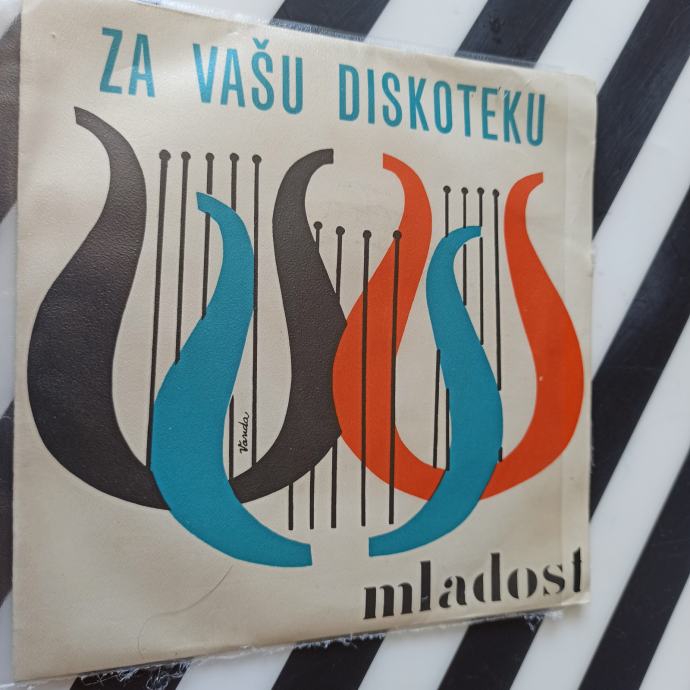 ZA VAŠU DISKOTEKU
Vanda
mladost